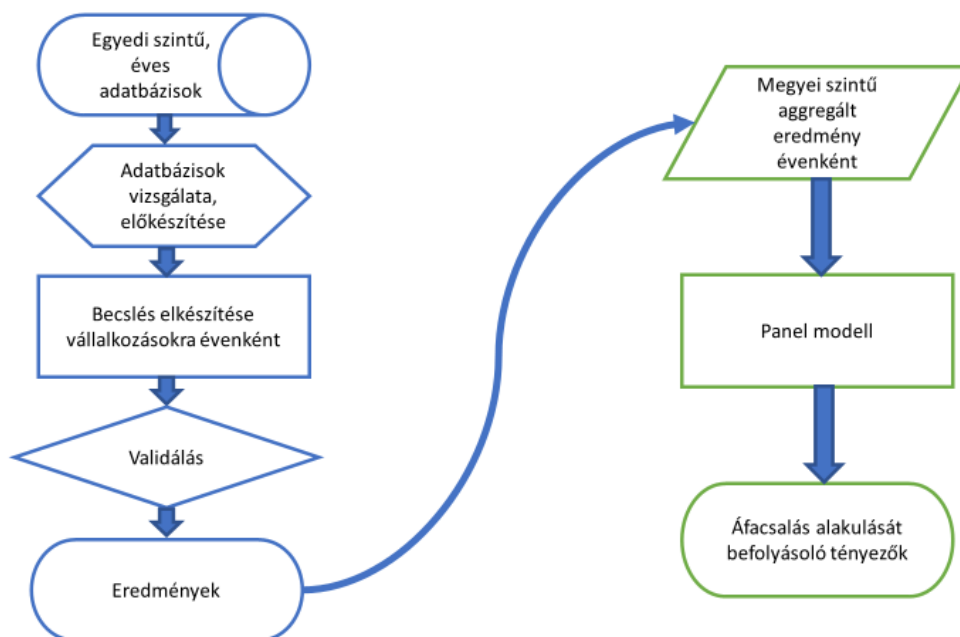 Egyedi szintű,
éves
adatbázisok
Adatbázisok
vizsgálata,
előkészítése
Becslés elkészítése
vállalkozásokra évenként
Validálás
Eredmények
Megyei szintű
aggregált
eredmény
évenként
Panel modell
Áfacsalás alakulását
befolyásoló tényezők